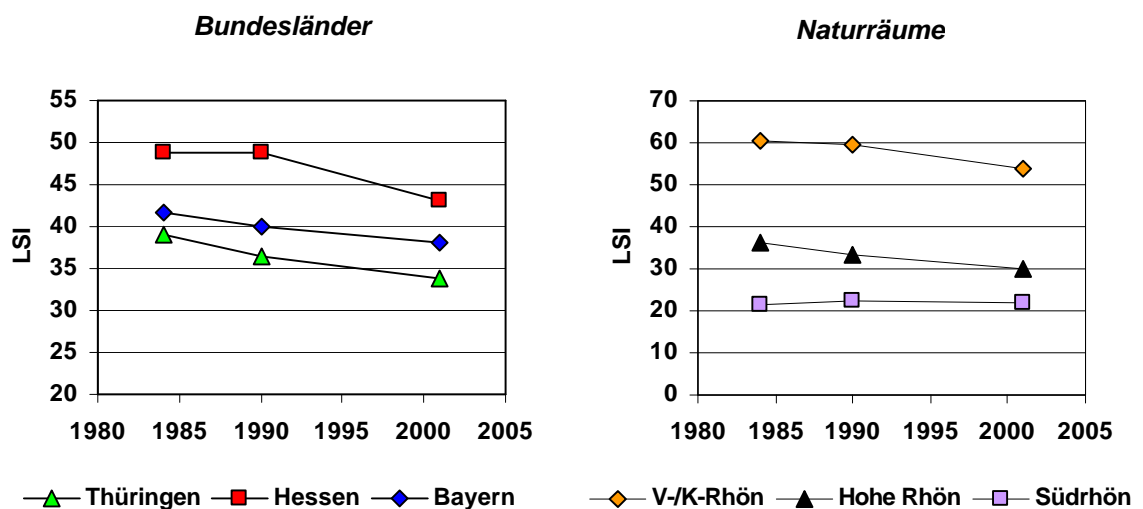 Bundesländer
LSI
55
50
45
40
35
30
25
20
1980 1985 1990 1995 2000 2005
Thüringen Hessen Bayern
Naturräume
LSI
70
60
50
40
30
20
10
0
1980 1985 1990 1995 2000 2005
V-/K-Rhön Hohe Rhön Südrhön